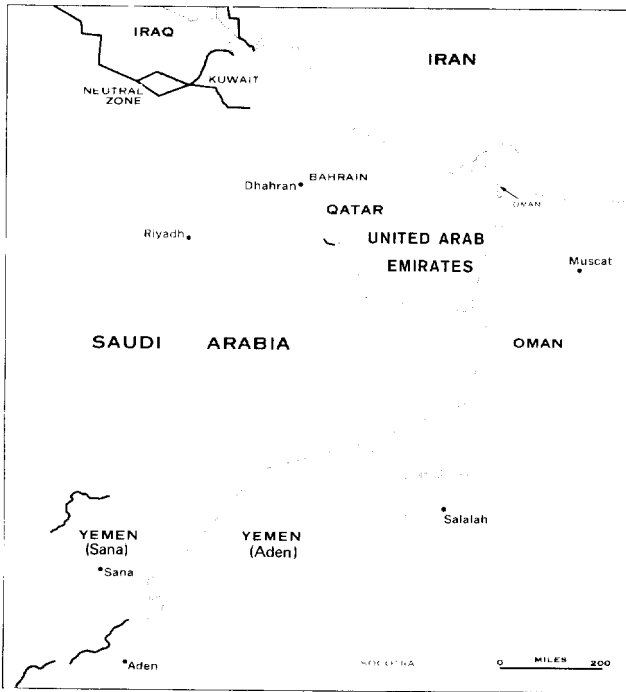 IRAQ
IRAN
NEUTRAL
ZONE
KUWAIT
Dhahran
BAHRAIN
QATAR
OMAN
Riyadh
UNITED ARAB
EMIRATES
Muscat
SAUDI ARABIA
OMAN
Salalah
YEMEN
(Sana)
YEMEN
(Aden)
Sana
Aden
SOCOTRA
0 MILES 200